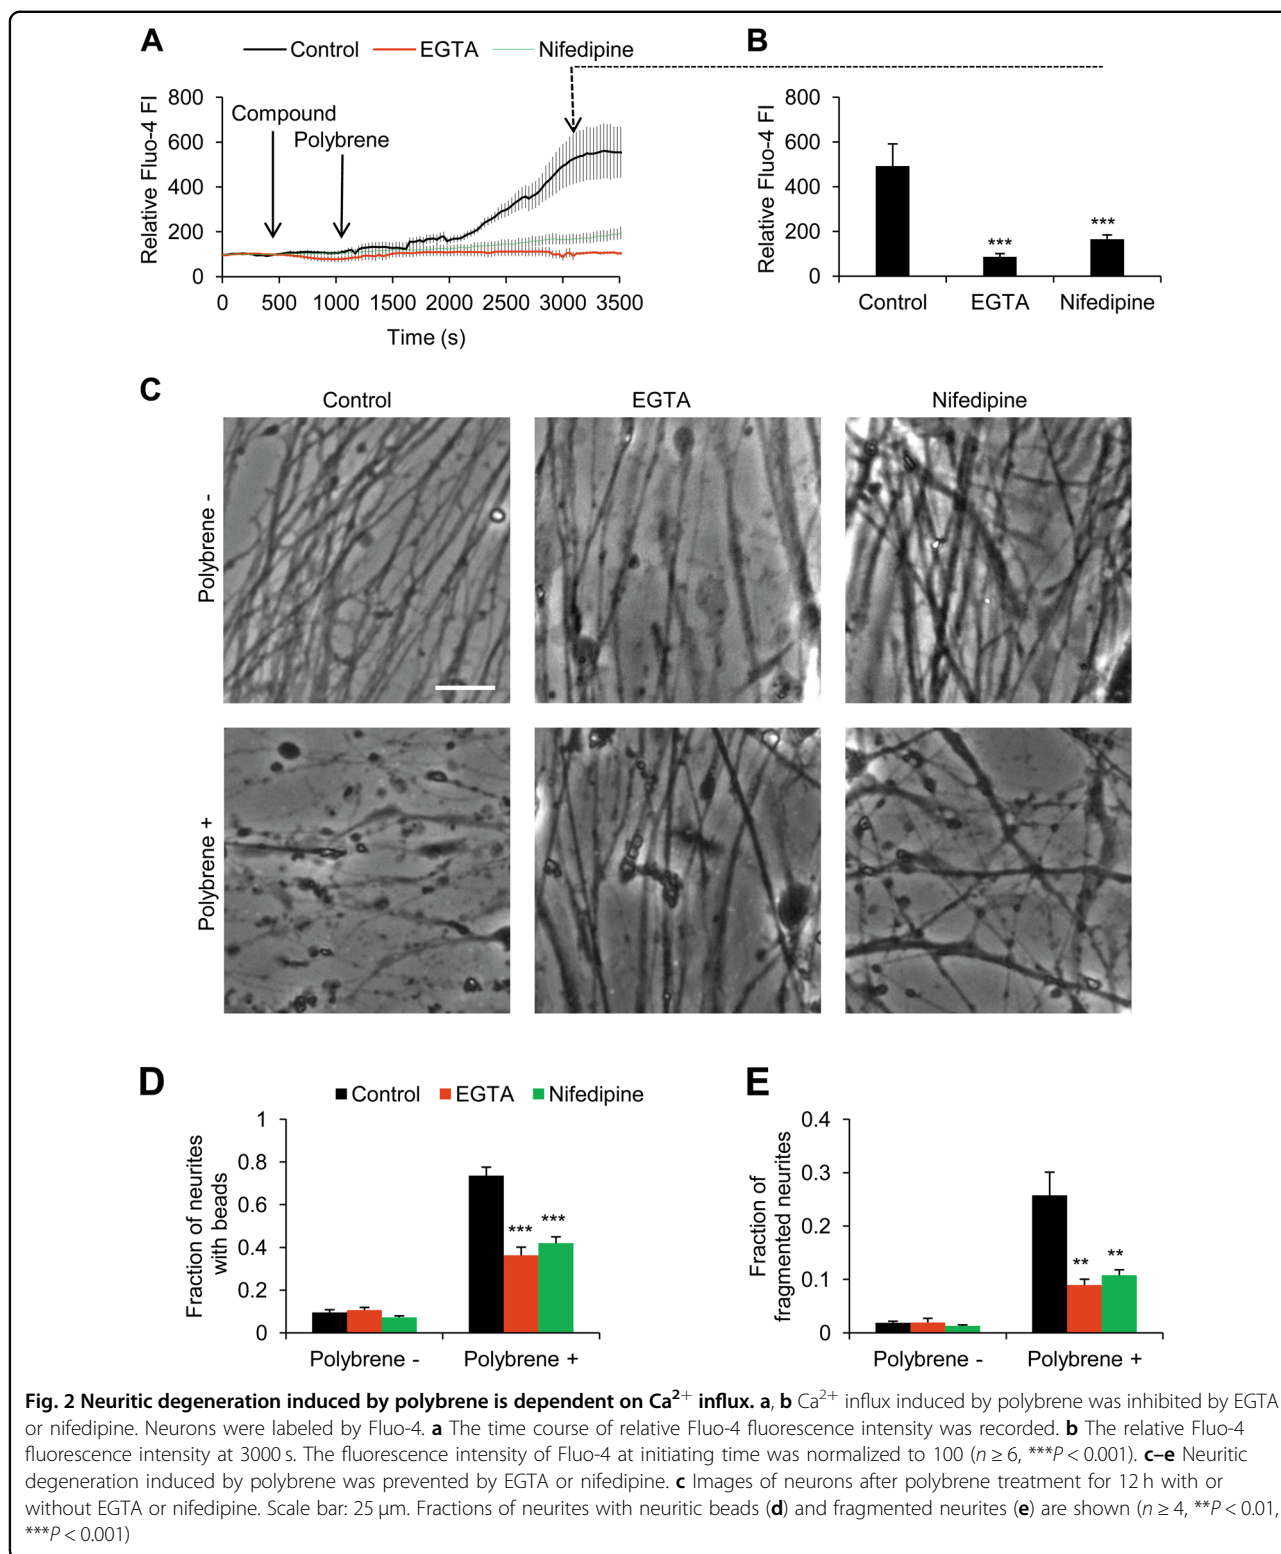 A
Control EGTA Nifedipine
Relative Fluo-4 FI
800
600
400
200
0
Compound
Polybrene
0 500 1000 1500 2000 2500 3000 3500
Time (s)
B
Relative Fluo-4 FI
800
600
400
200
0
***
***
Control EGTA Nifedipine
C
Control EGTA Nifedipine
Polybrene -
Polybrene +
D
Control EGTA Nifedipine
Fraction of neurites
with beads
1
0.8
0.6
0.4
0.2
0
*** ***
Polybrene - Polybrene +
E
Fraction of
fragmented neurites
0.4
0.3
0.2
0.1
0
** **
Polybrene - Polybrene +
Fig. 2 Neuritic degeneration induced by polybrene is dependent on Ca²⁺ influx. a, b Ca²⁺ influx induced by polybrene was inhibited by EGTA
or nifedipine. Neurons were labeled by Fluo-4. a The time course of relative Fluo-4 fluorescence intensity was recorded. b The relative Fluo-4
fluorescence intensity at 3000 s. The fluorescence intensity of Fluo-4 at initiating time was normalized to 100 (n ≥ 6, ***P < 0.001). c–e Neuritic
degeneration induced by polybrene was prevented by EGTA or nifedipine. c Images of neurons after polybrene treatment for 12 h with or
without EGTA or nifedipine. Scale bar: 25 μm. Fractions of neurites with neuritic beads (d) and fragmented neurites (e) are shown (n ≥ 4, **P < 0.01,
***P < 0.001)